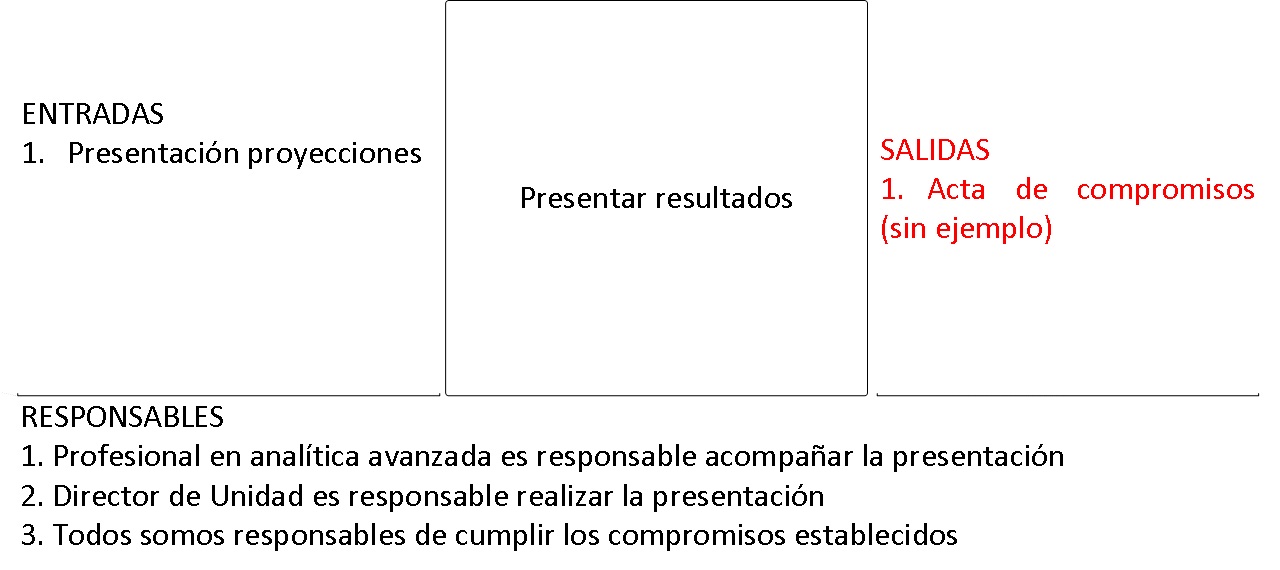 ENTRADAS
1. Presentación proyecciones
Presentar resultados
SALIDAS
1. Acta de compromisos
(sin ejemplo)
RESPONSABLES
1. Profesional en analítica avanzada es responsable acompañar la presentación
2. Director de Unidad es responsable realizar la presentación
3. Todos somos responsables de cumplir los compromisos establecidos